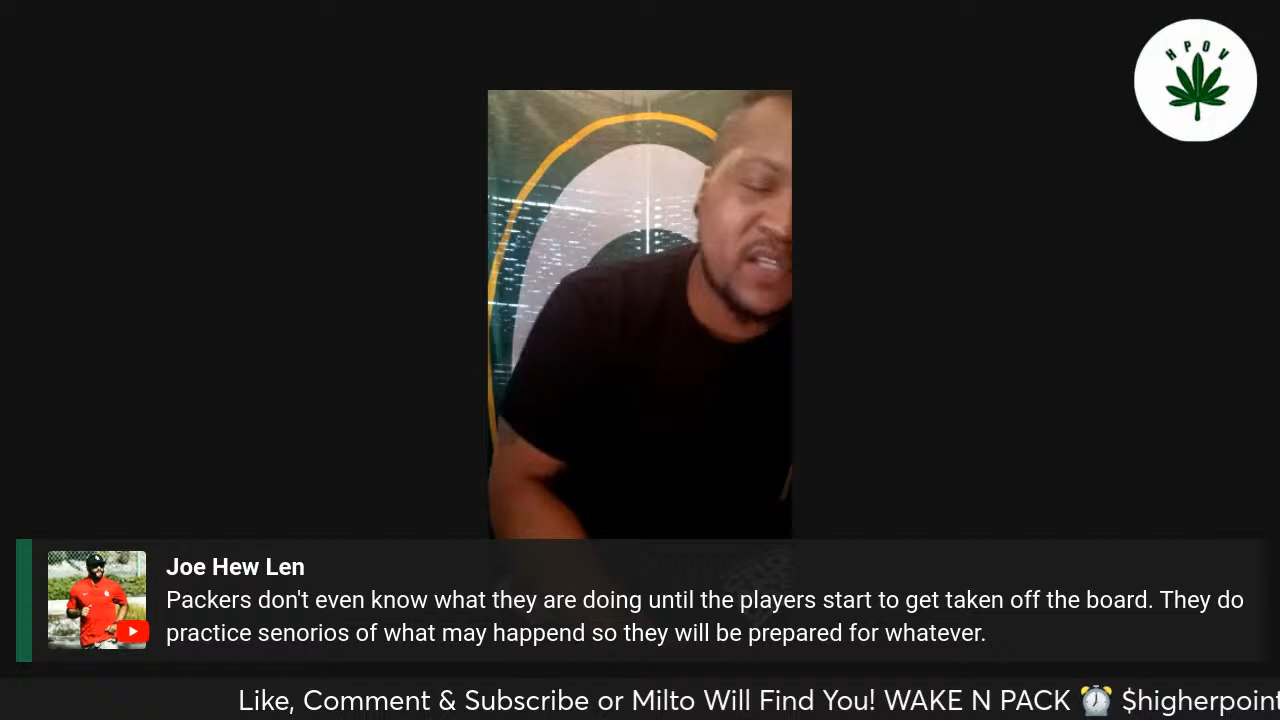 HPOV
Joe Hew Len
Packers don't even know what they are doing until the players start to get taken off the board. They do
practice senorios of what may happend so they will be prepared for whatever.
Like, Comment & Subscribe or Milto Will Find You! WAKE N PACK ⏰ $higherpoint